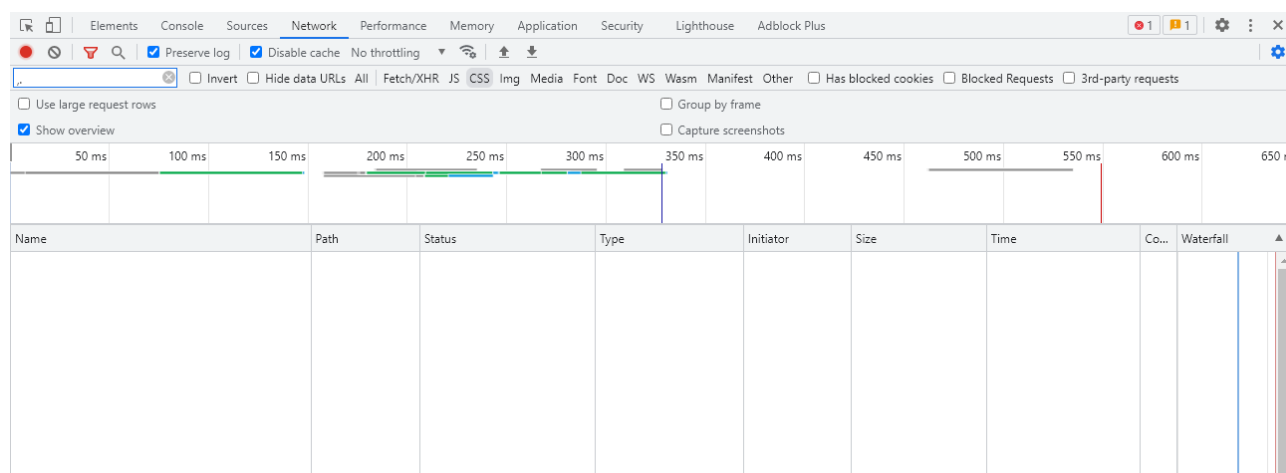 Elements Console Sources Network Performance Memory Application Security Lighthouse Adblock Plus 1 1
Preserve log Disable cache No throttling
,. Invert Hide data URLs All Fetch/XHR JS CSS Img Media Font Doc WS Wasm Manifest Other Has blocked cookies Blocked Requests 3rd-party requests
Use large request rows Group by frame
Show overview Capture screenshots
50 ms 100 ms 150 ms 200 ms 250 ms 300 ms 350 ms 400 ms 450 ms 500 ms 550 ms 600 ms 650
Name Path Status Type Initiator Size Time Co... Waterfall